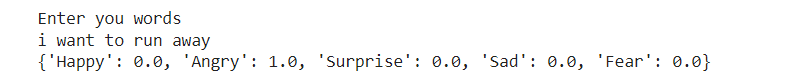 Enter you words
i want to run away
{'Happy': 0.0, 'Angry': 1.0, 'Surprise': 0.0, 'Sad': 0.0, 'Fear': 0.0}